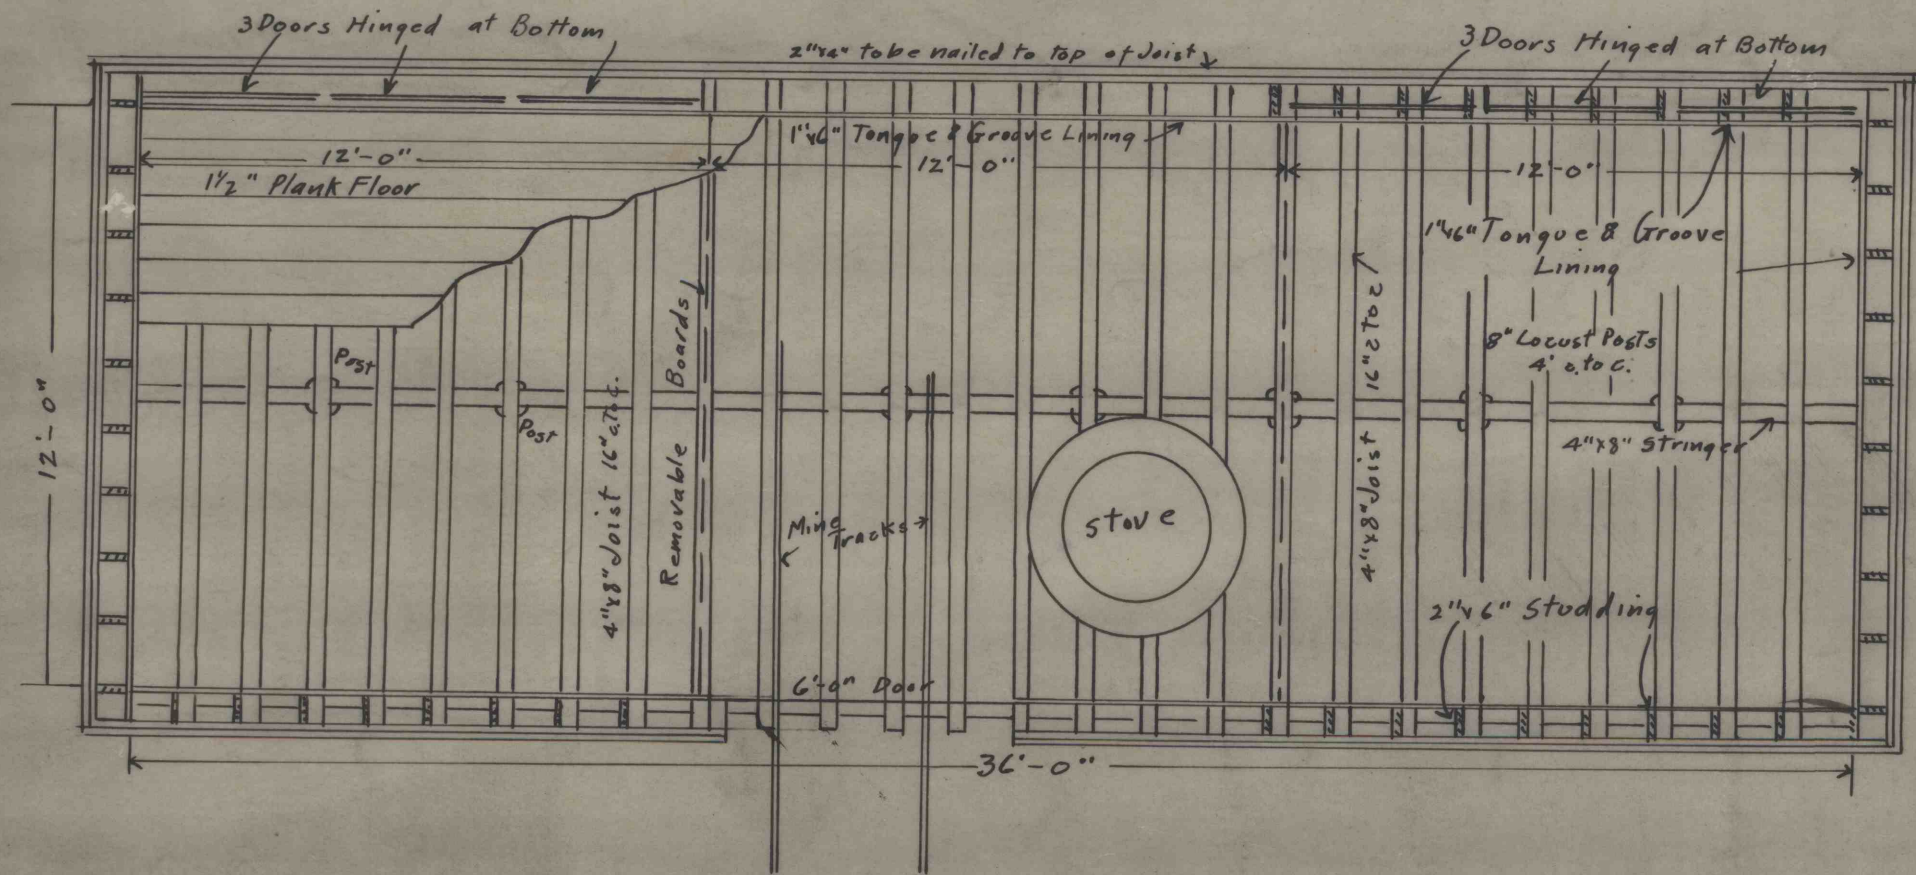 3 Doors Hinged at Bottom
2"x4" to be nailed to top of Joist
3 Doors Hinged at Bottom
1"x6" Tongue & Groove Lining
12'-0"
12'-0"
12'-0"
1½" Plank Floor
1"x6" Tongue & Groove
Lining
Removable Boards
4"x8" Joist 16" c. to c.
4"x8" Joist 16" c to c
8" Locust Posts
4' c. to c.
Post
Post
12'-0"
4"x8" Stringer
Mine
Tracks
Stove
2"x6" Studding
6'-0" Door
36'-0"